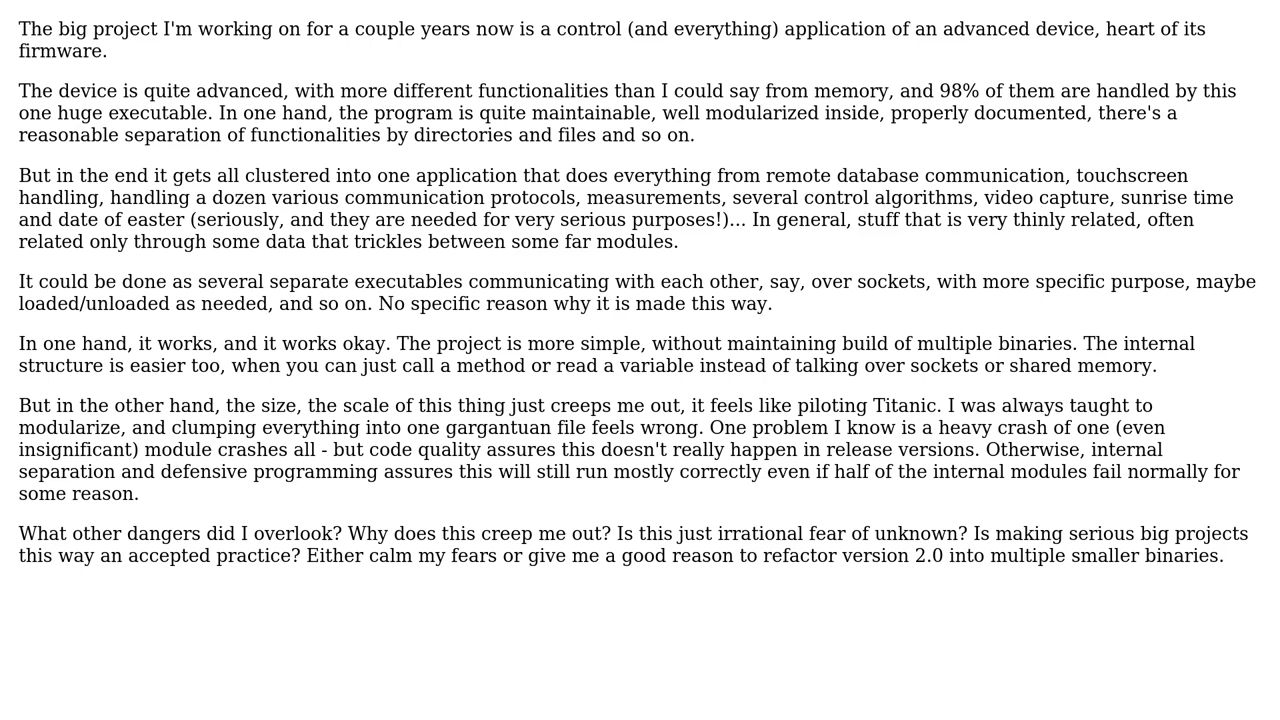 The big project I'm working on for a couple years now is a control (and everything) application of an advanced device, heart of its
firmware.
The device is quite advanced, with more different functionalities than I could say from memory, and 98% of them are handled by this
one huge executable. In one hand, the program is quite maintainable, well modularized inside, properly documented, there's a
reasonable separation of functionalities by directories and files and so on.
But in the end it gets all clustered into one application that does everything from remote database communication, touchscreen
handling, handling a dozen various communication protocols, measurements, several control algorithms, video capture, sunrise time
and date of easter (seriously, and they are needed for very serious purposes!)... In general, stuff that is very thinly related, often
related only through some data that trickles between some far modules.
It could be done as several separate executables communicating with each other, say, over sockets, with more specific purpose, maybe
loaded/unloaded as needed, and so on. No specific reason why it is made this way.
In one hand, it works, and it works okay. The project is more simple, without maintaining build of multiple binaries. The internal
structure is easier too, when you can just call a method or read a variable instead of talking over sockets or shared memory.
But in the other hand, the size, the scale of this thing just creeps me out, it feels like piloting Titanic. I was always taught to
modularize, and clumping everything into one gargantuan file feels wrong. One problem I know is a heavy crash of one (even
insignificant) module crashes all - but code quality assures this doesn't really happen in release versions. Otherwise, internal
separation and defensive programming assures this will still run mostly correctly even if half of the internal modules fail normally for
some reason.
What other dangers did I overlook? Why does this creep me out? Is this just irrational fear of unknown? Is making serious big projects
this way an accepted practice? Either calm my fears or give me a good reason to refactor version 2.0 into multiple smaller binaries.